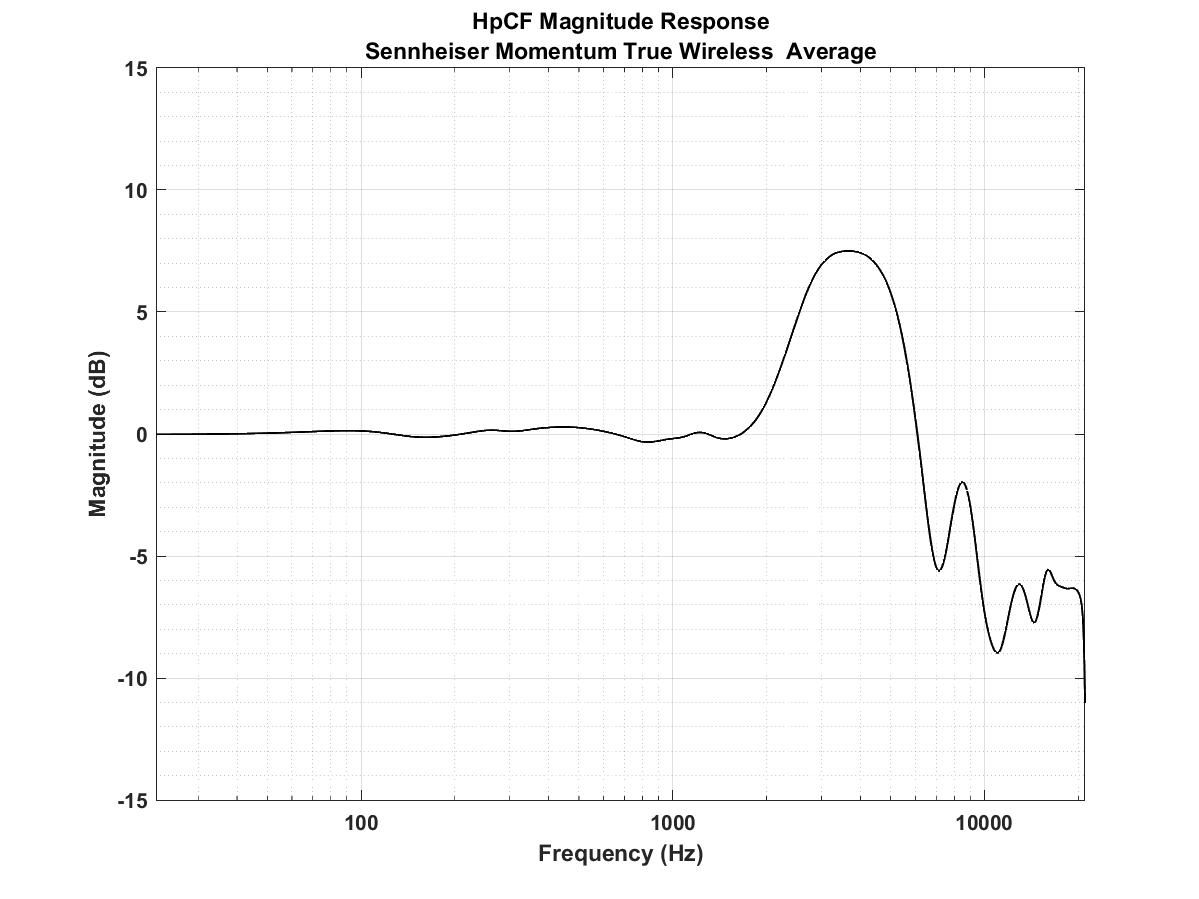 HpCF Magnitude Response
Sennheiser Momentum True Wireless  Average
15
10
5
0
-5
-10
-15
Magnitude (dB)
100
1000
10000
Frequency (Hz)